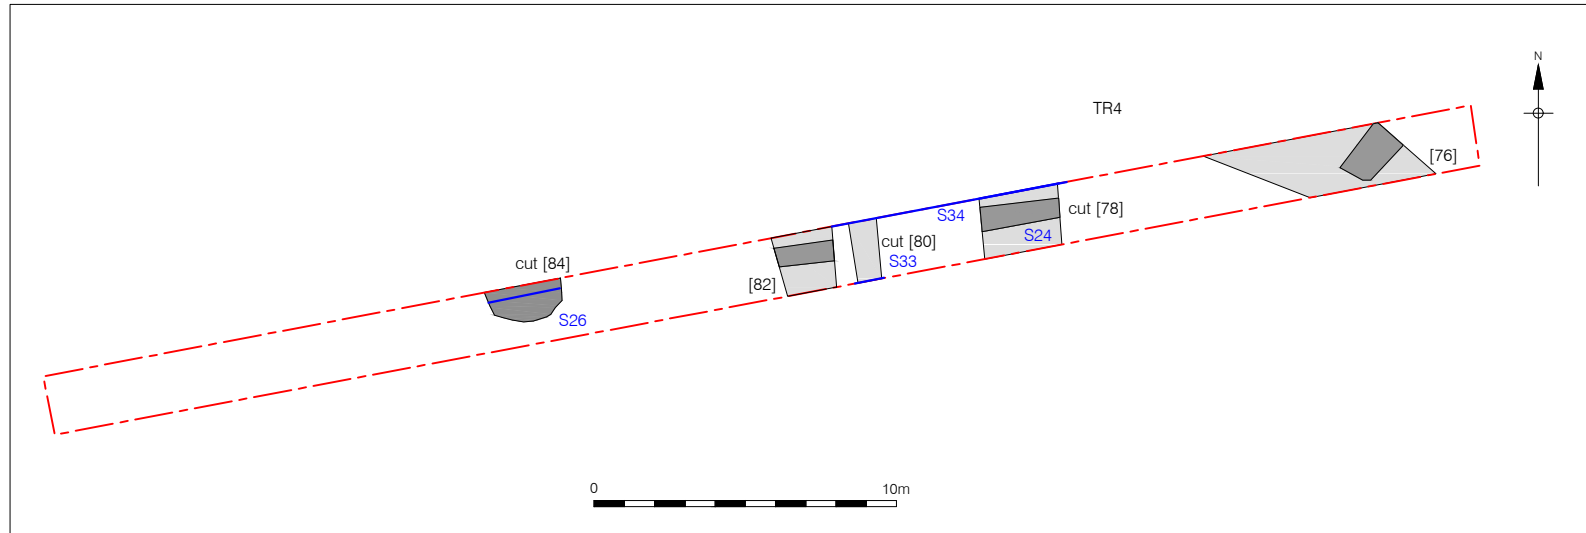 N
TR4
[76]
S34
cut [78]
cut [80]
S24
S33
cut [84]
[82]
S26
0
10m